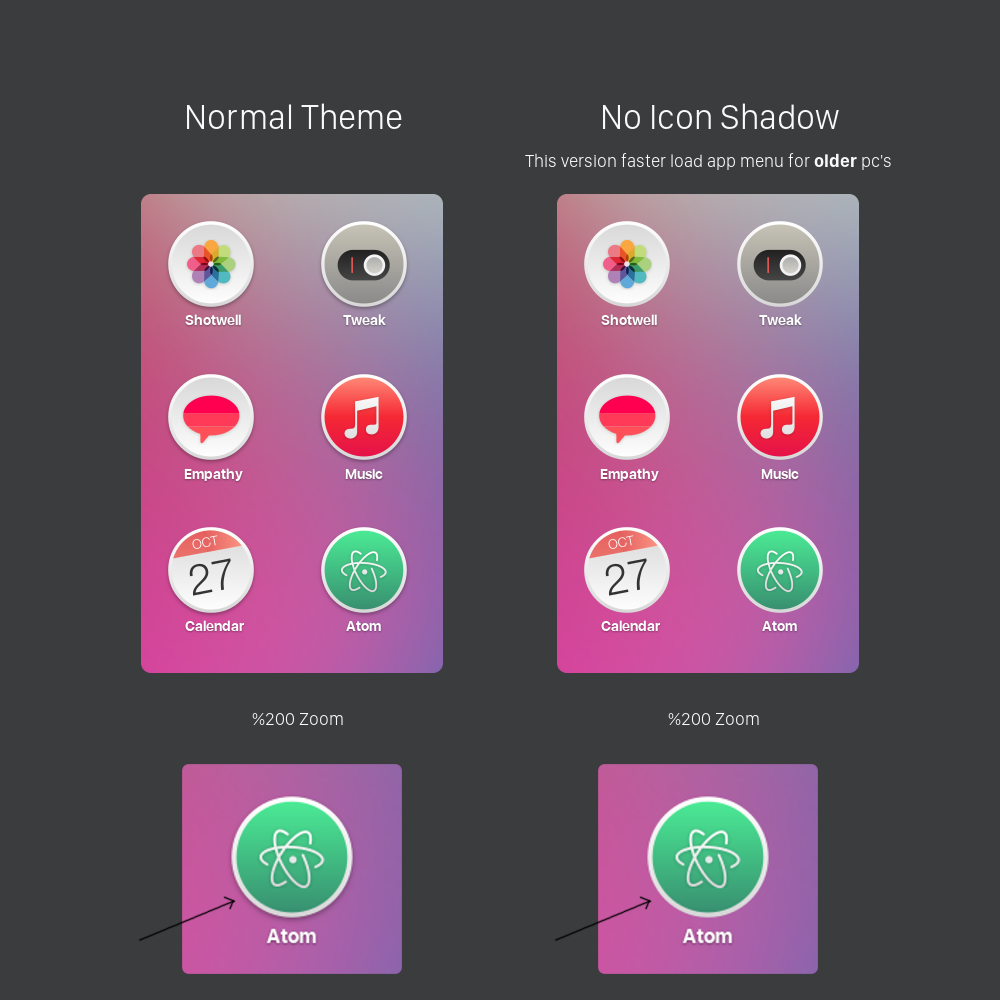 Normal Theme
No Icon Shadow
This version faster load app menu for older pc's
Shotwell
Tweak
Empathy
Music
OCT
27
Calendar
Atom
Shotwell
Tweak
Empathy
Music
OCT
27
Calendar
Atom
%200 Zoom
%200 Zoom
Atom
Atom